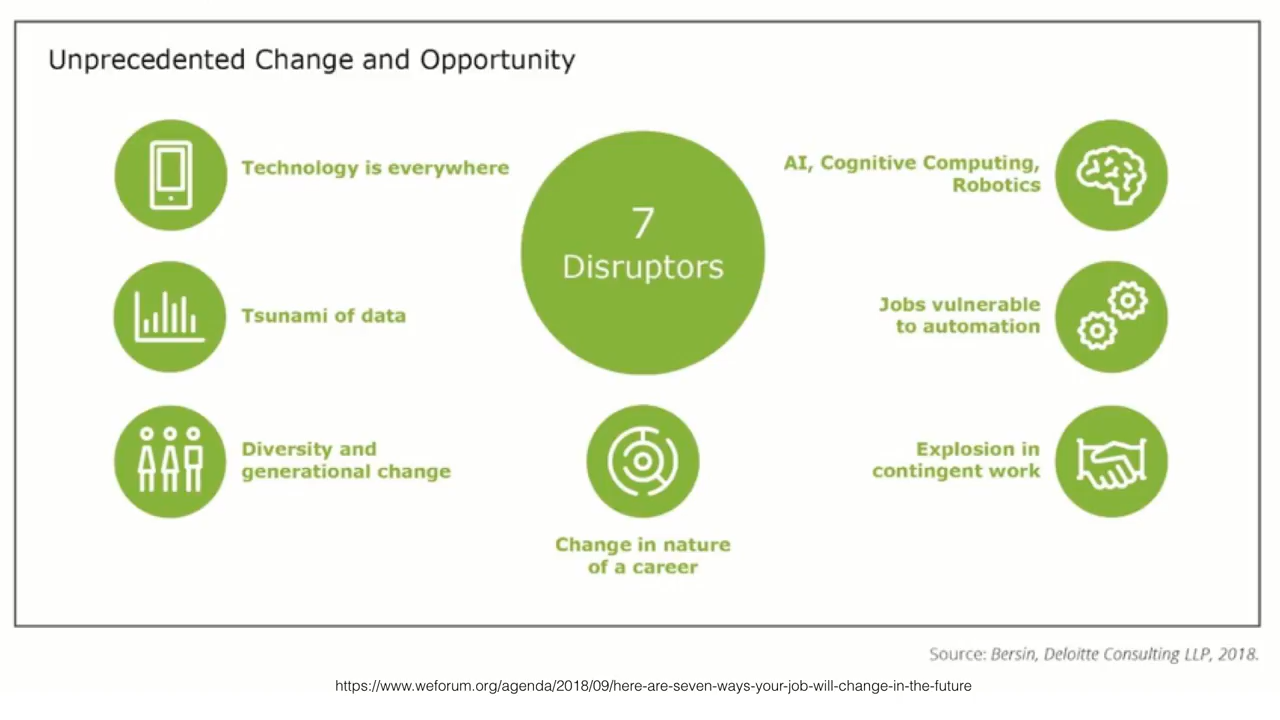 Unprecedented Change and Opportunity
Technology is everywhere
Tsunami of data
Diversity and
generational change
7
Disruptors
Change in nature
of a career
AI, Cognitive Computing,
Robotics
Jobs vulnerable
to automation
Explosion in
contingent work
Source: Bersin, Deloitte Consulting LLP, 2018.
https://www.weforum.org/agenda/2018/09/here-are-seven-ways-your-job-will-change-in-the-future